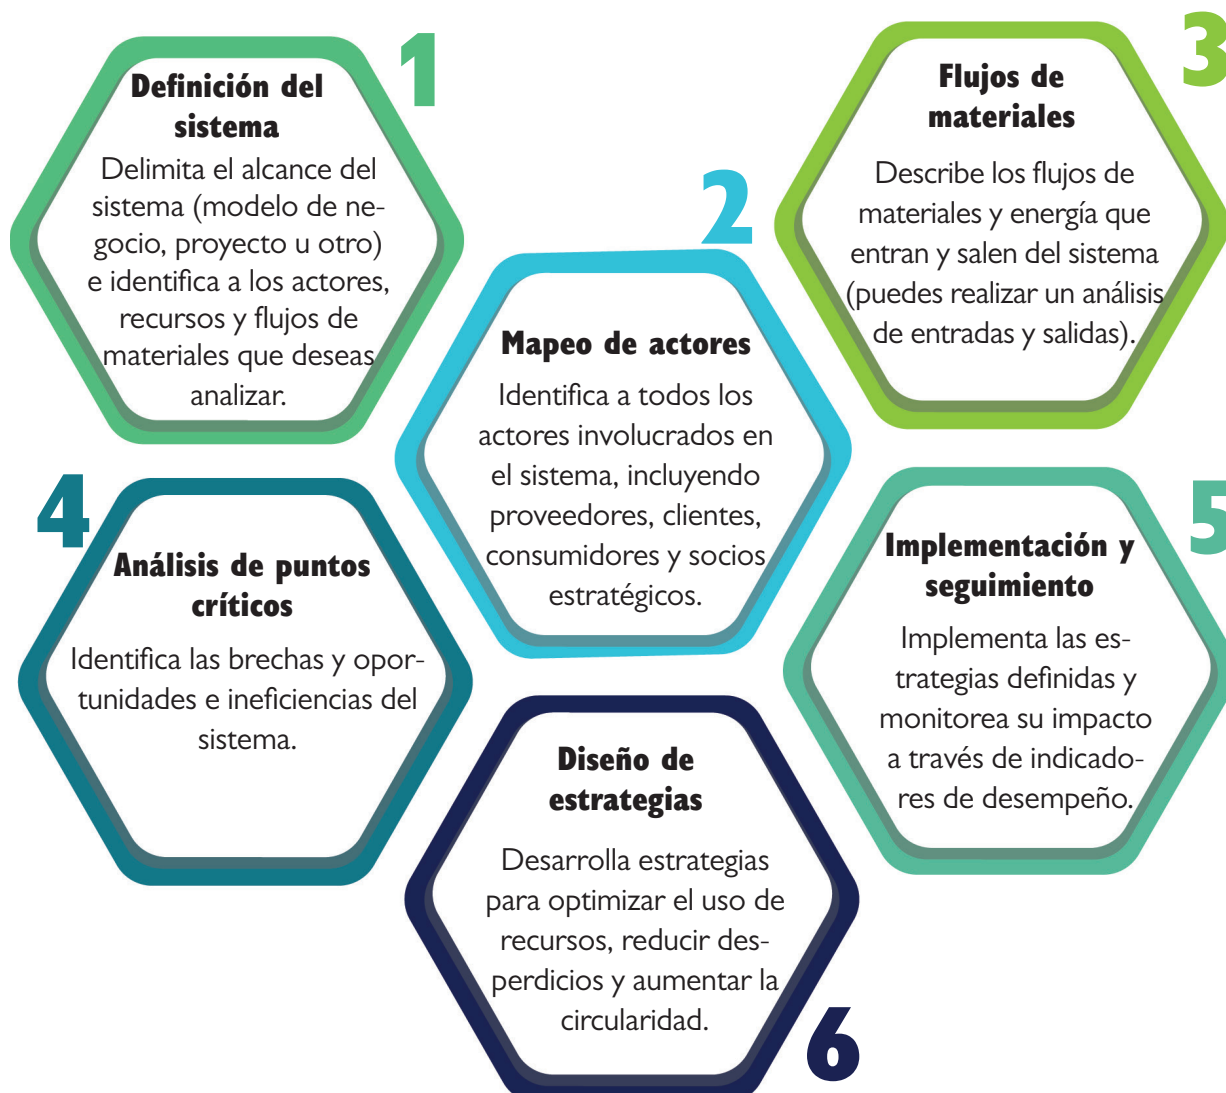 1
Definición del
sistema
Delimita el alcance del
sistema (modelo de ne-
gocio, proyecto u otro)
e identifica a los actores,
recursos y flujos de
materiales que deseas
analizar.
2
Mapeo de actores
Identifica a todos los
actores involucrados en
el sistema, incluyendo
proveedores, clientes,
consumidores y socios
estratégicos.
3
Flujos de
materiales
Describe los flujos de
materiales y energía que
entran y salen del sistema
(puedes realizar un análisis
de entradas y salidas).
4
Análisis de puntos
críticos
Identifica las brechas y opor-
tunidades e ineficiencias del
sistema.
5
Implementación y
seguimiento
Implementa las es-
trategias definidas y
monitorea su impacto
a través de indicado-
res de desempeño.
Diseño de
estrategias
Desarrolla estrategias
para optimizar el uso de
recursos, reducir des-
perdicios y aumentar la
circularidad.
6